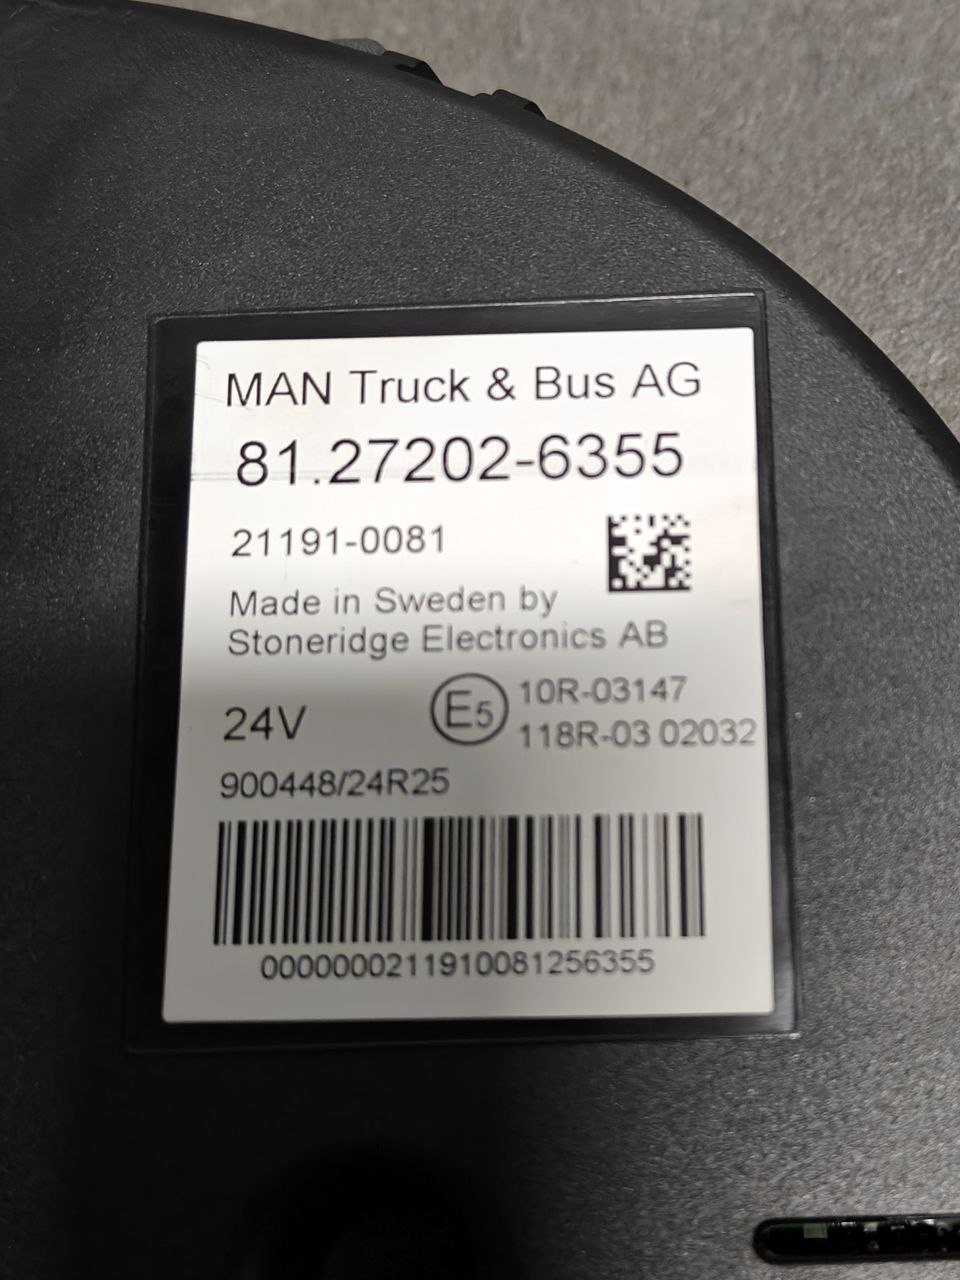 MAN Truck & Bus AG
81.27202-6355
21191-0081
Made in Sweden by
Stoneridge Electronics AB
24V
E5
10R-03147
118R-03 02032
900448/24R25
0000000211910081256355